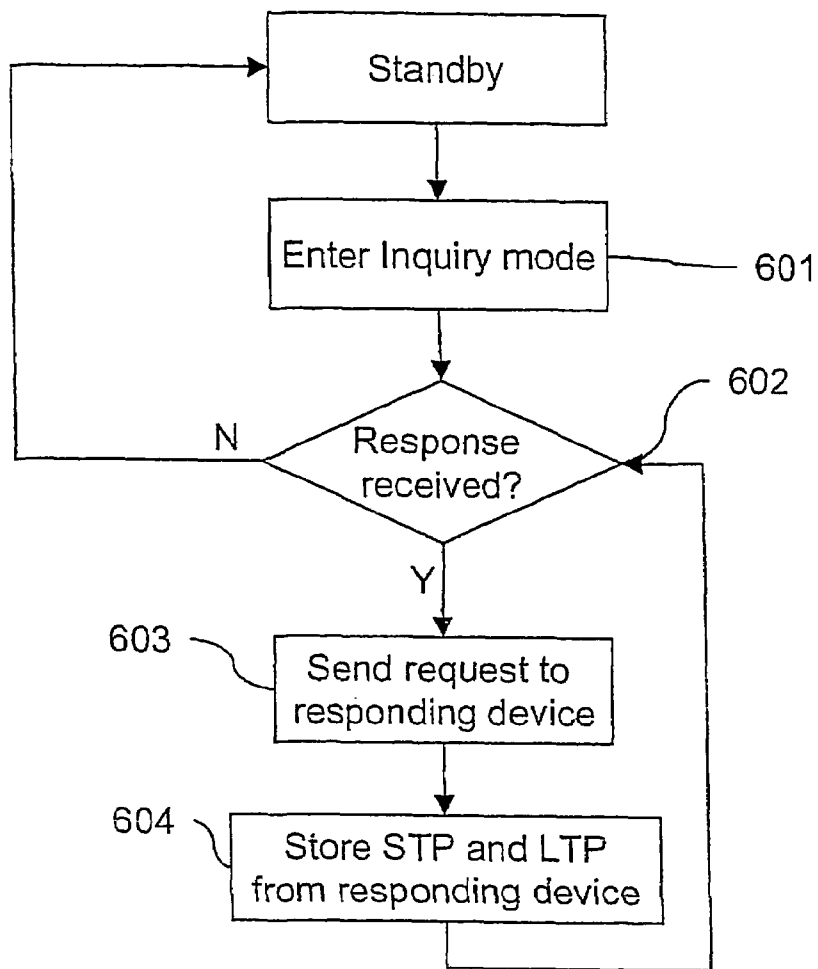 Standby
Enter Inquiry mode
601
602
N
Response
received?
Y
603
Send request to
responding device
604
Store STP and LTP
from responding device